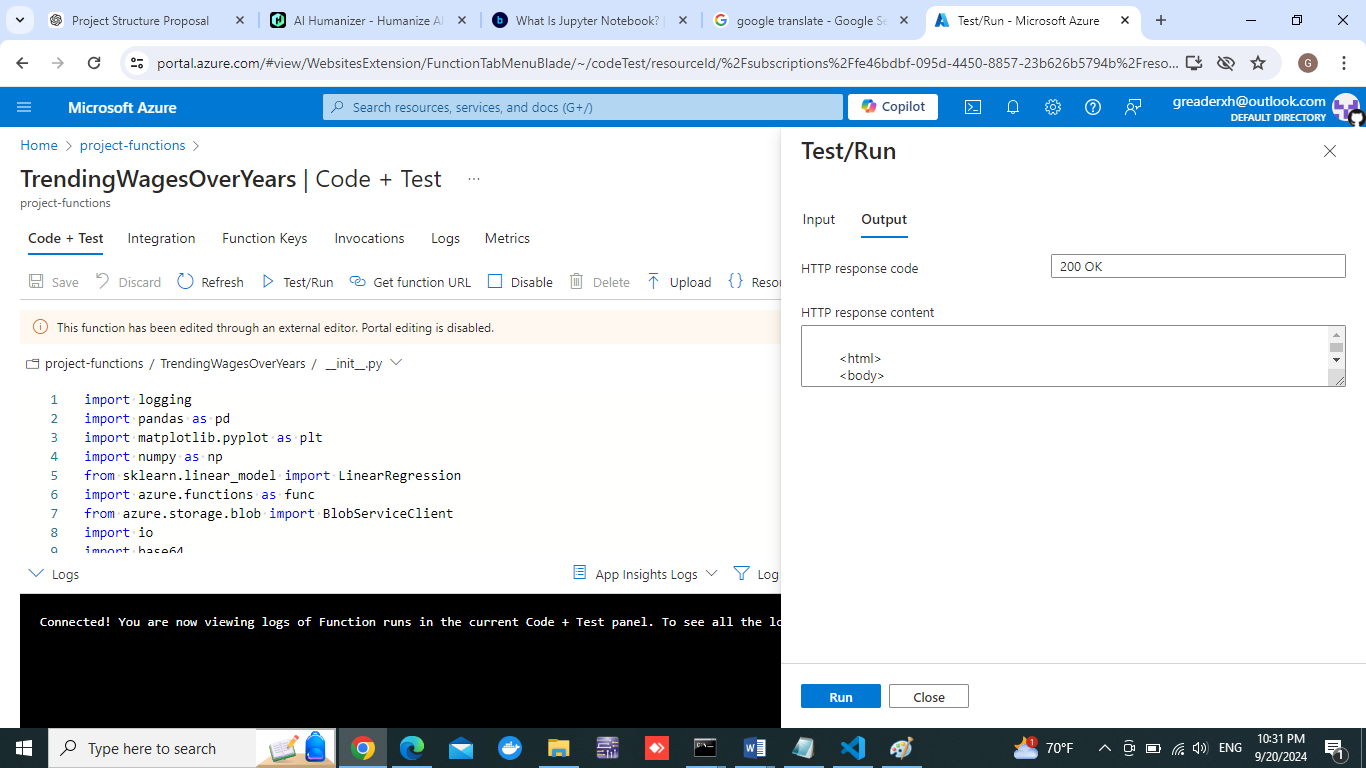 Project Structure Proposal
AI Humanizer - Humanize AI
What Is Jupyter Notebook?
google translate - Google Se
Test/Run - Microsoft Azure
portal.azure.com/#view/WebsitesExtension/FunctionTabMenuBlade/~/codeTest/resourceId/%2Fsubscriptions%2Ffe46bdbf-095d-4450-8857-23b626b5794b%2Freso...
G
Microsoft Azure
Search resources, services, and docs (G+/)
Copilot
greaderxh@outlook.com
DEFAULT DIRECTORY
Home
project-functions
TrendingWagesOverYears | Code + Test
...
project-functions
Code + Test
Integration
Function Keys
Invocations
Logs
Metrics
Save
Discard
Refresh
Test/Run
Get function URL
Disable
Delete
Upload
{ } Resou
This function has been edited through an external editor. Portal editing is disabled.
project-functions / TrendingWagesOverYears / __init__.py
1 import logging
2 import pandas as pd
3 import matplotlib.pyplot as plt
4 import numpy as np
5 from sklearn.linear_model import LinearRegression
6 import azure.functions as func
7 from azure.storage.blob import BlobServiceClient
8 import io
9 import base64
Logs
App Insights Logs
Log
Connected! You are now viewing logs of Function runs in the current Code + Test panel. To see all the lo
Test/Run
Input
Output
HTTP response code
200 OK
HTTP response content
<html>
<body>
Run
Close
Type here to search
70°F
ENG
10:31 PM
9/20/2024
1